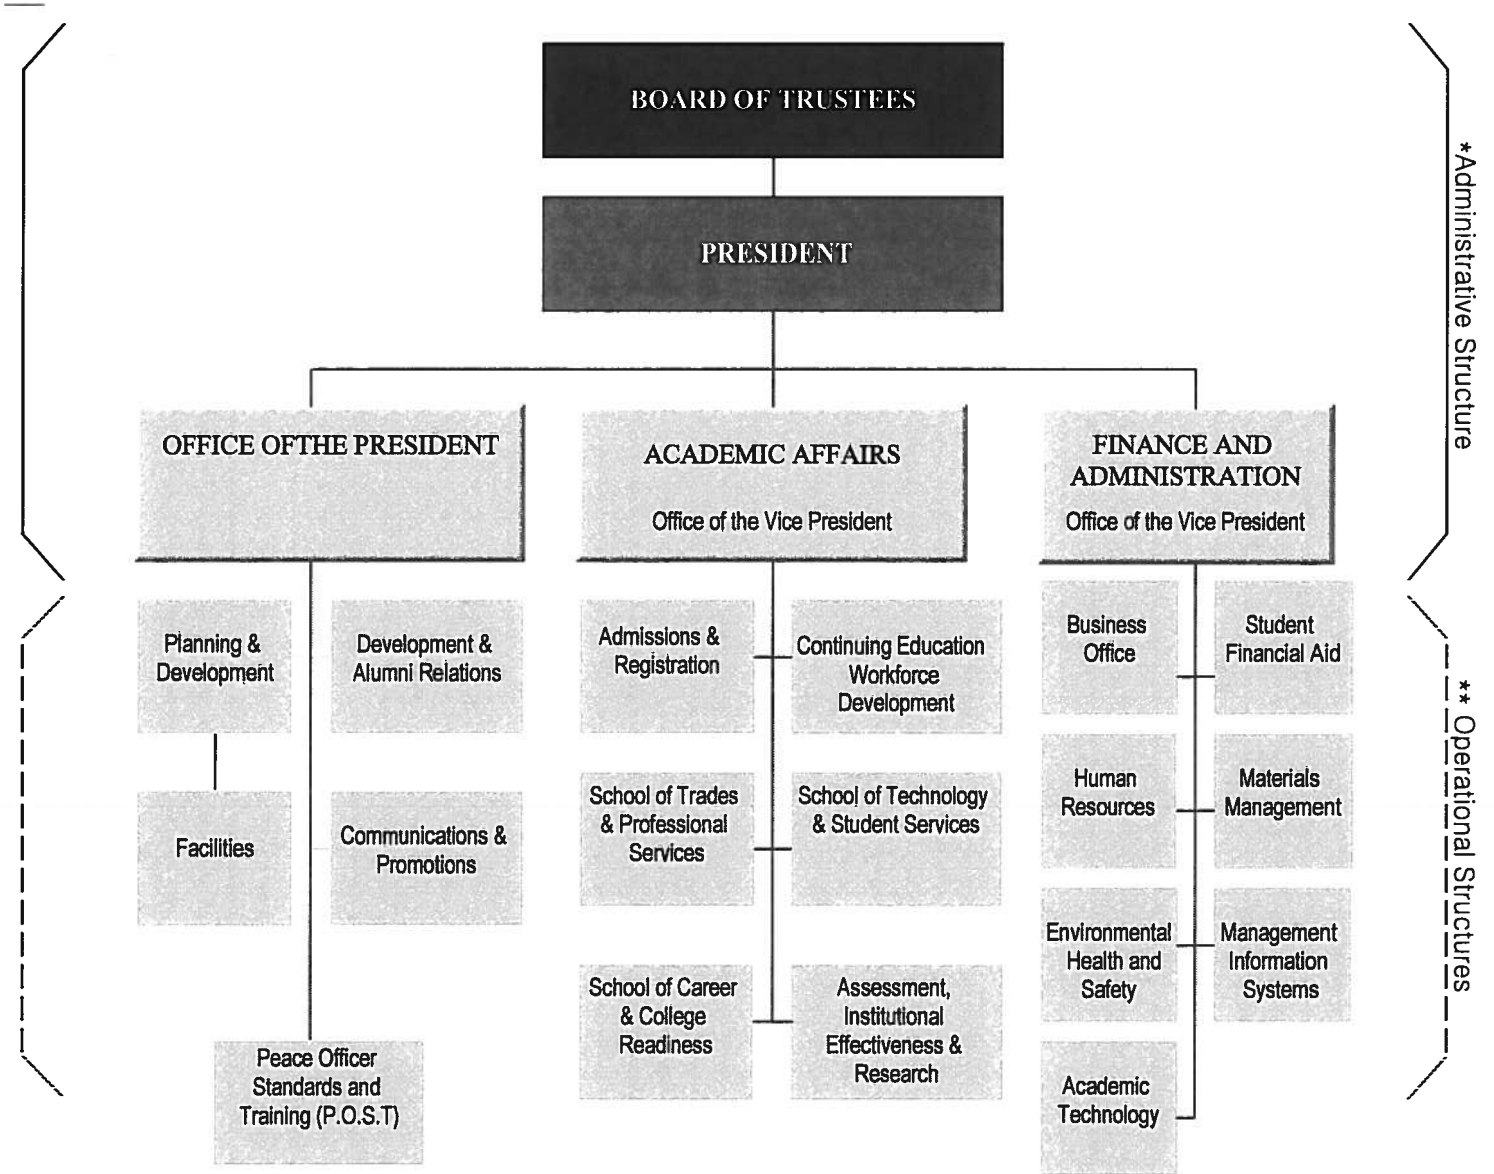 BOARD OF TRUSTEES
PRESIDENT
OFFICE OFTHE PRESIDENT
ACADEMIC AFFAIRS
Office of the Vice President
FINANCE AND
ADMINISTRATION
Office of the Vice President
*Administrative Structure
Planning &
Development
Development &
Alumni Relations
Facilities
Communications &
Promotions
Peace Officer
Standards and
Training (P.O.S.T)
Admissions &
Registration
Continuing Education
Workforce
Development
School of Trades
& Professional
Services
School of Technology
& Student Services
School of Career
& College
Readiness
Assessment,
Institutional
Effectiveness &
Research
Business
Office
Student
Financial Aid
Human
Resources
Materials
Management
Environmental
Health and
Safety
Management
Information
Systems
Academic
Technology
** Operational Structures